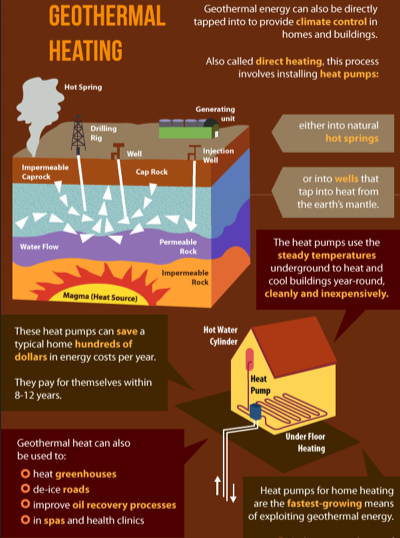 GEOTHERMAL
HEATING
Geothermal energy can also be directly
tapped into to provide climate control in
homes and buildings.
Also called direct heating, this process
involves installing heat pumps:
Hot Spring
Drilling
Rig
Well
Generating
unit
Injection
Well
Impermeable
Caprock
Cap Rock
Water Flow
Permeable
Rock
Impermeable
Rock
Magma (Heat Source)
either into natural
hot springs
or into wells that
tap into heat from
the earth's mantle.
The heat pumps use the
steady temperatures
underground to heat and
cool buildings year-round,
cleanly and inexpensively.
These heat pumps can save a
typical home hundreds of
dollars in energy costs per year.
They pay for themselves within
8-12 years.
Hot Water
Cylinder
Heat
Pump
Under Floor
Heating
Geothermal heat can also
be used to:
heat greenhouses
de-ice roads
improve oil recovery processes
in spas and health clinics
Heat pumps for home heating
are the fastest-growing means
of exploiting geothermal energy.